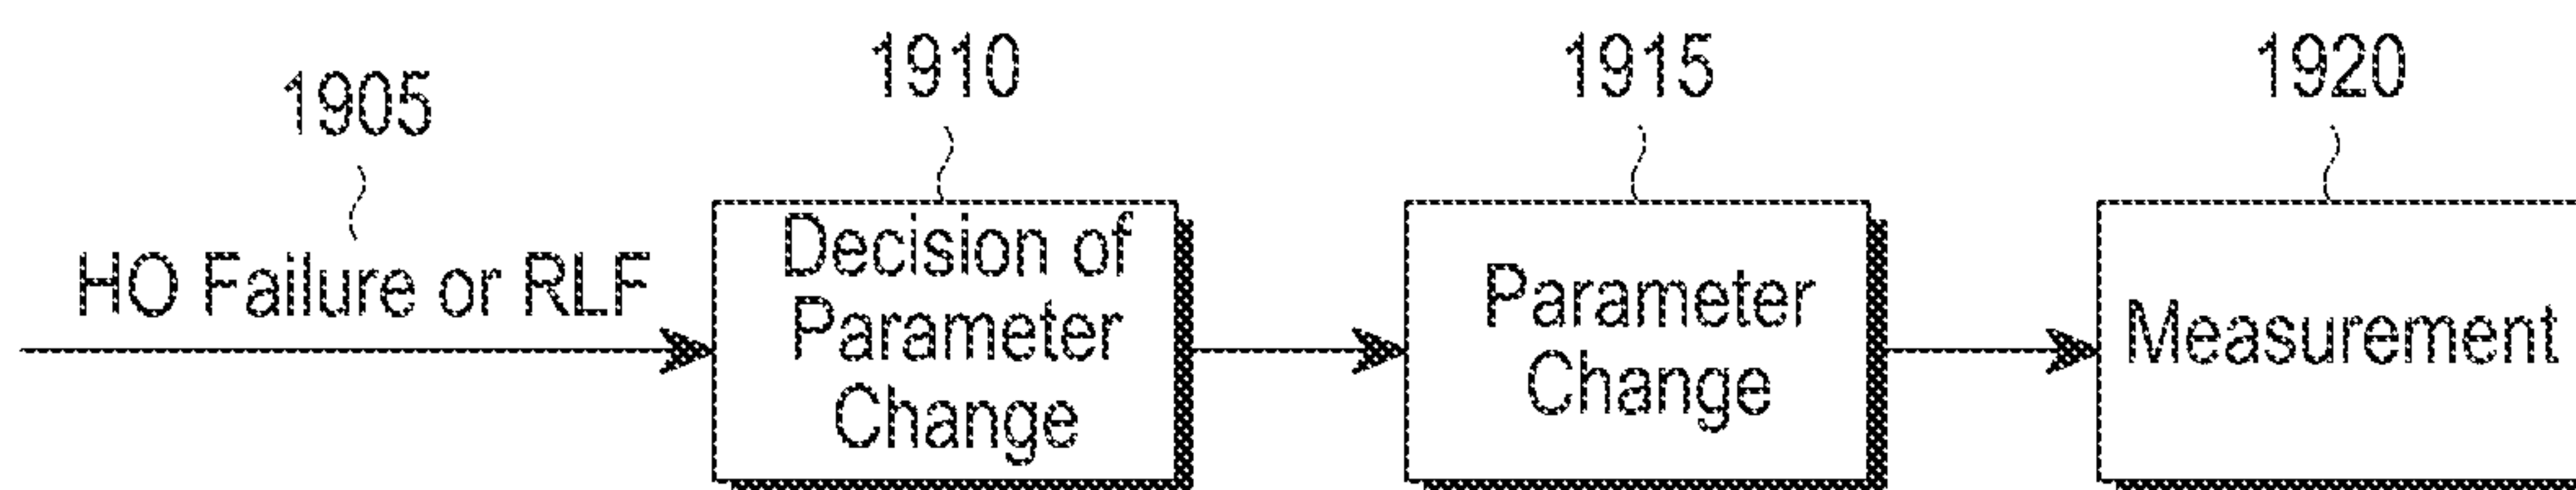 1905
1910
1915
1920
HO Failure or RLF
Decision of
Parameter
Change
Parameter
Change
Measurement